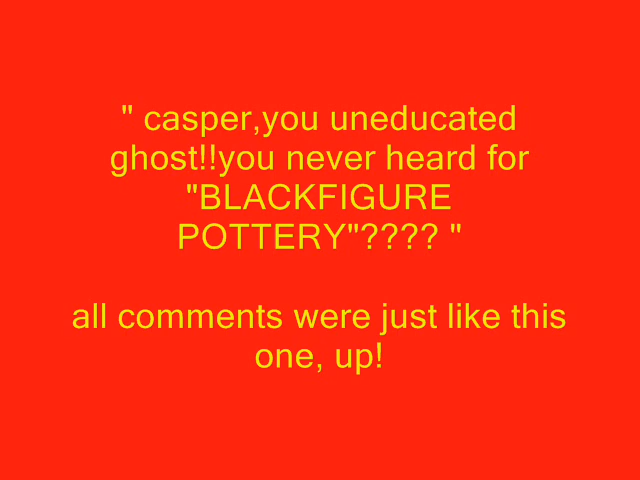 " casper,you uneducated
ghost!!you never heard for
"BLACKFIGURE
POTTERY"???? "
all comments were just like this
one, up!